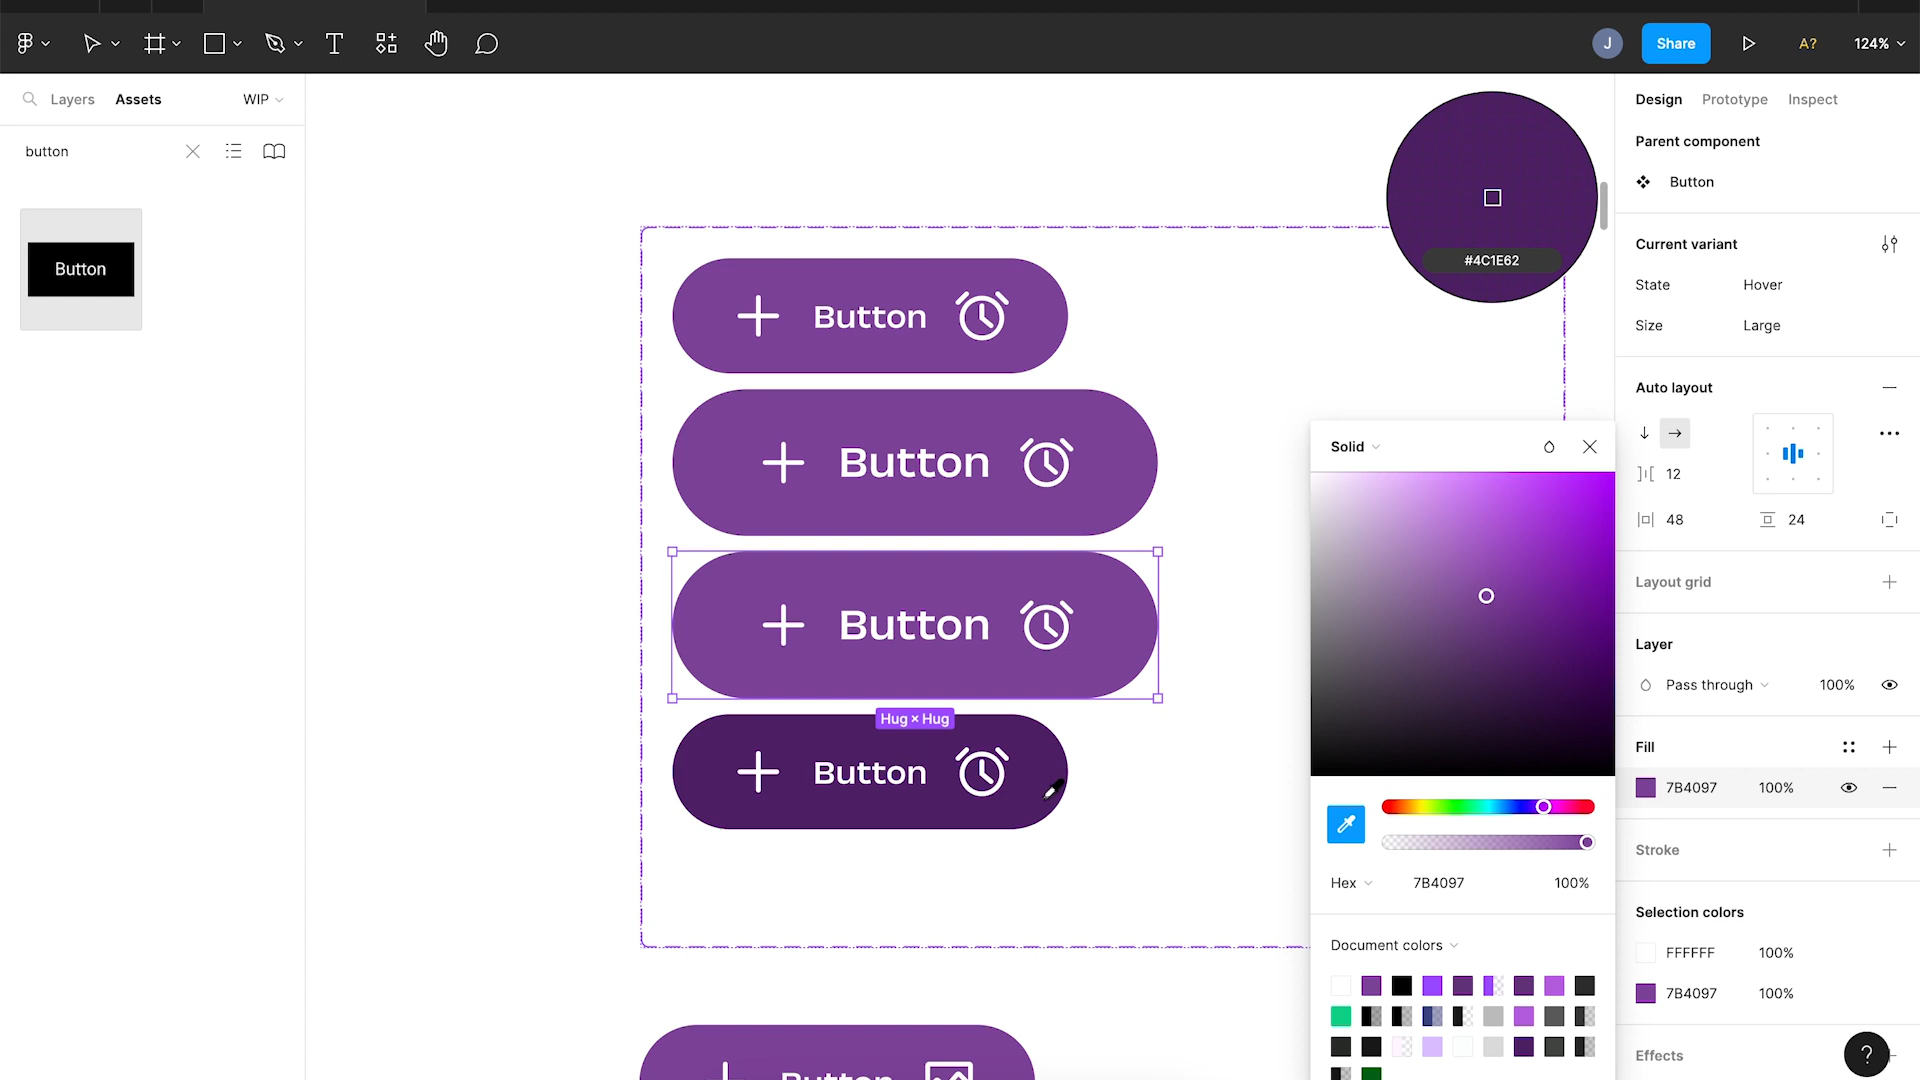 J
Share
A?
124%
Layers
Assets
WIP
button
Button
Button
Button
Button
Hug × Hug
Button
Button
#4C1E62
Solid
Hex
7B4097
100%
Document colors
Design
Prototype
Inspect
Parent component
Button
Current variant
State
Hover
Size
Large
Auto layout
12
48
24
Layout grid
Layer
Pass through
100%
Fill
7B4097
100%
Stroke
Selection colors
FFFFFF
100%
7B4097
100%
Effects
?